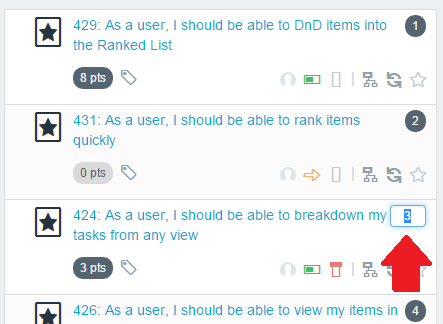 429: As a user, I should be able to DnD items into 1
the Ranked List
8 pts
431: As a user, I should be able to rank items 2
quickly
0 pts
424: As a user, I should be able to breakdown my 3
tasks from any view
3 pts
426: As a user, I should be able to view my items in 4